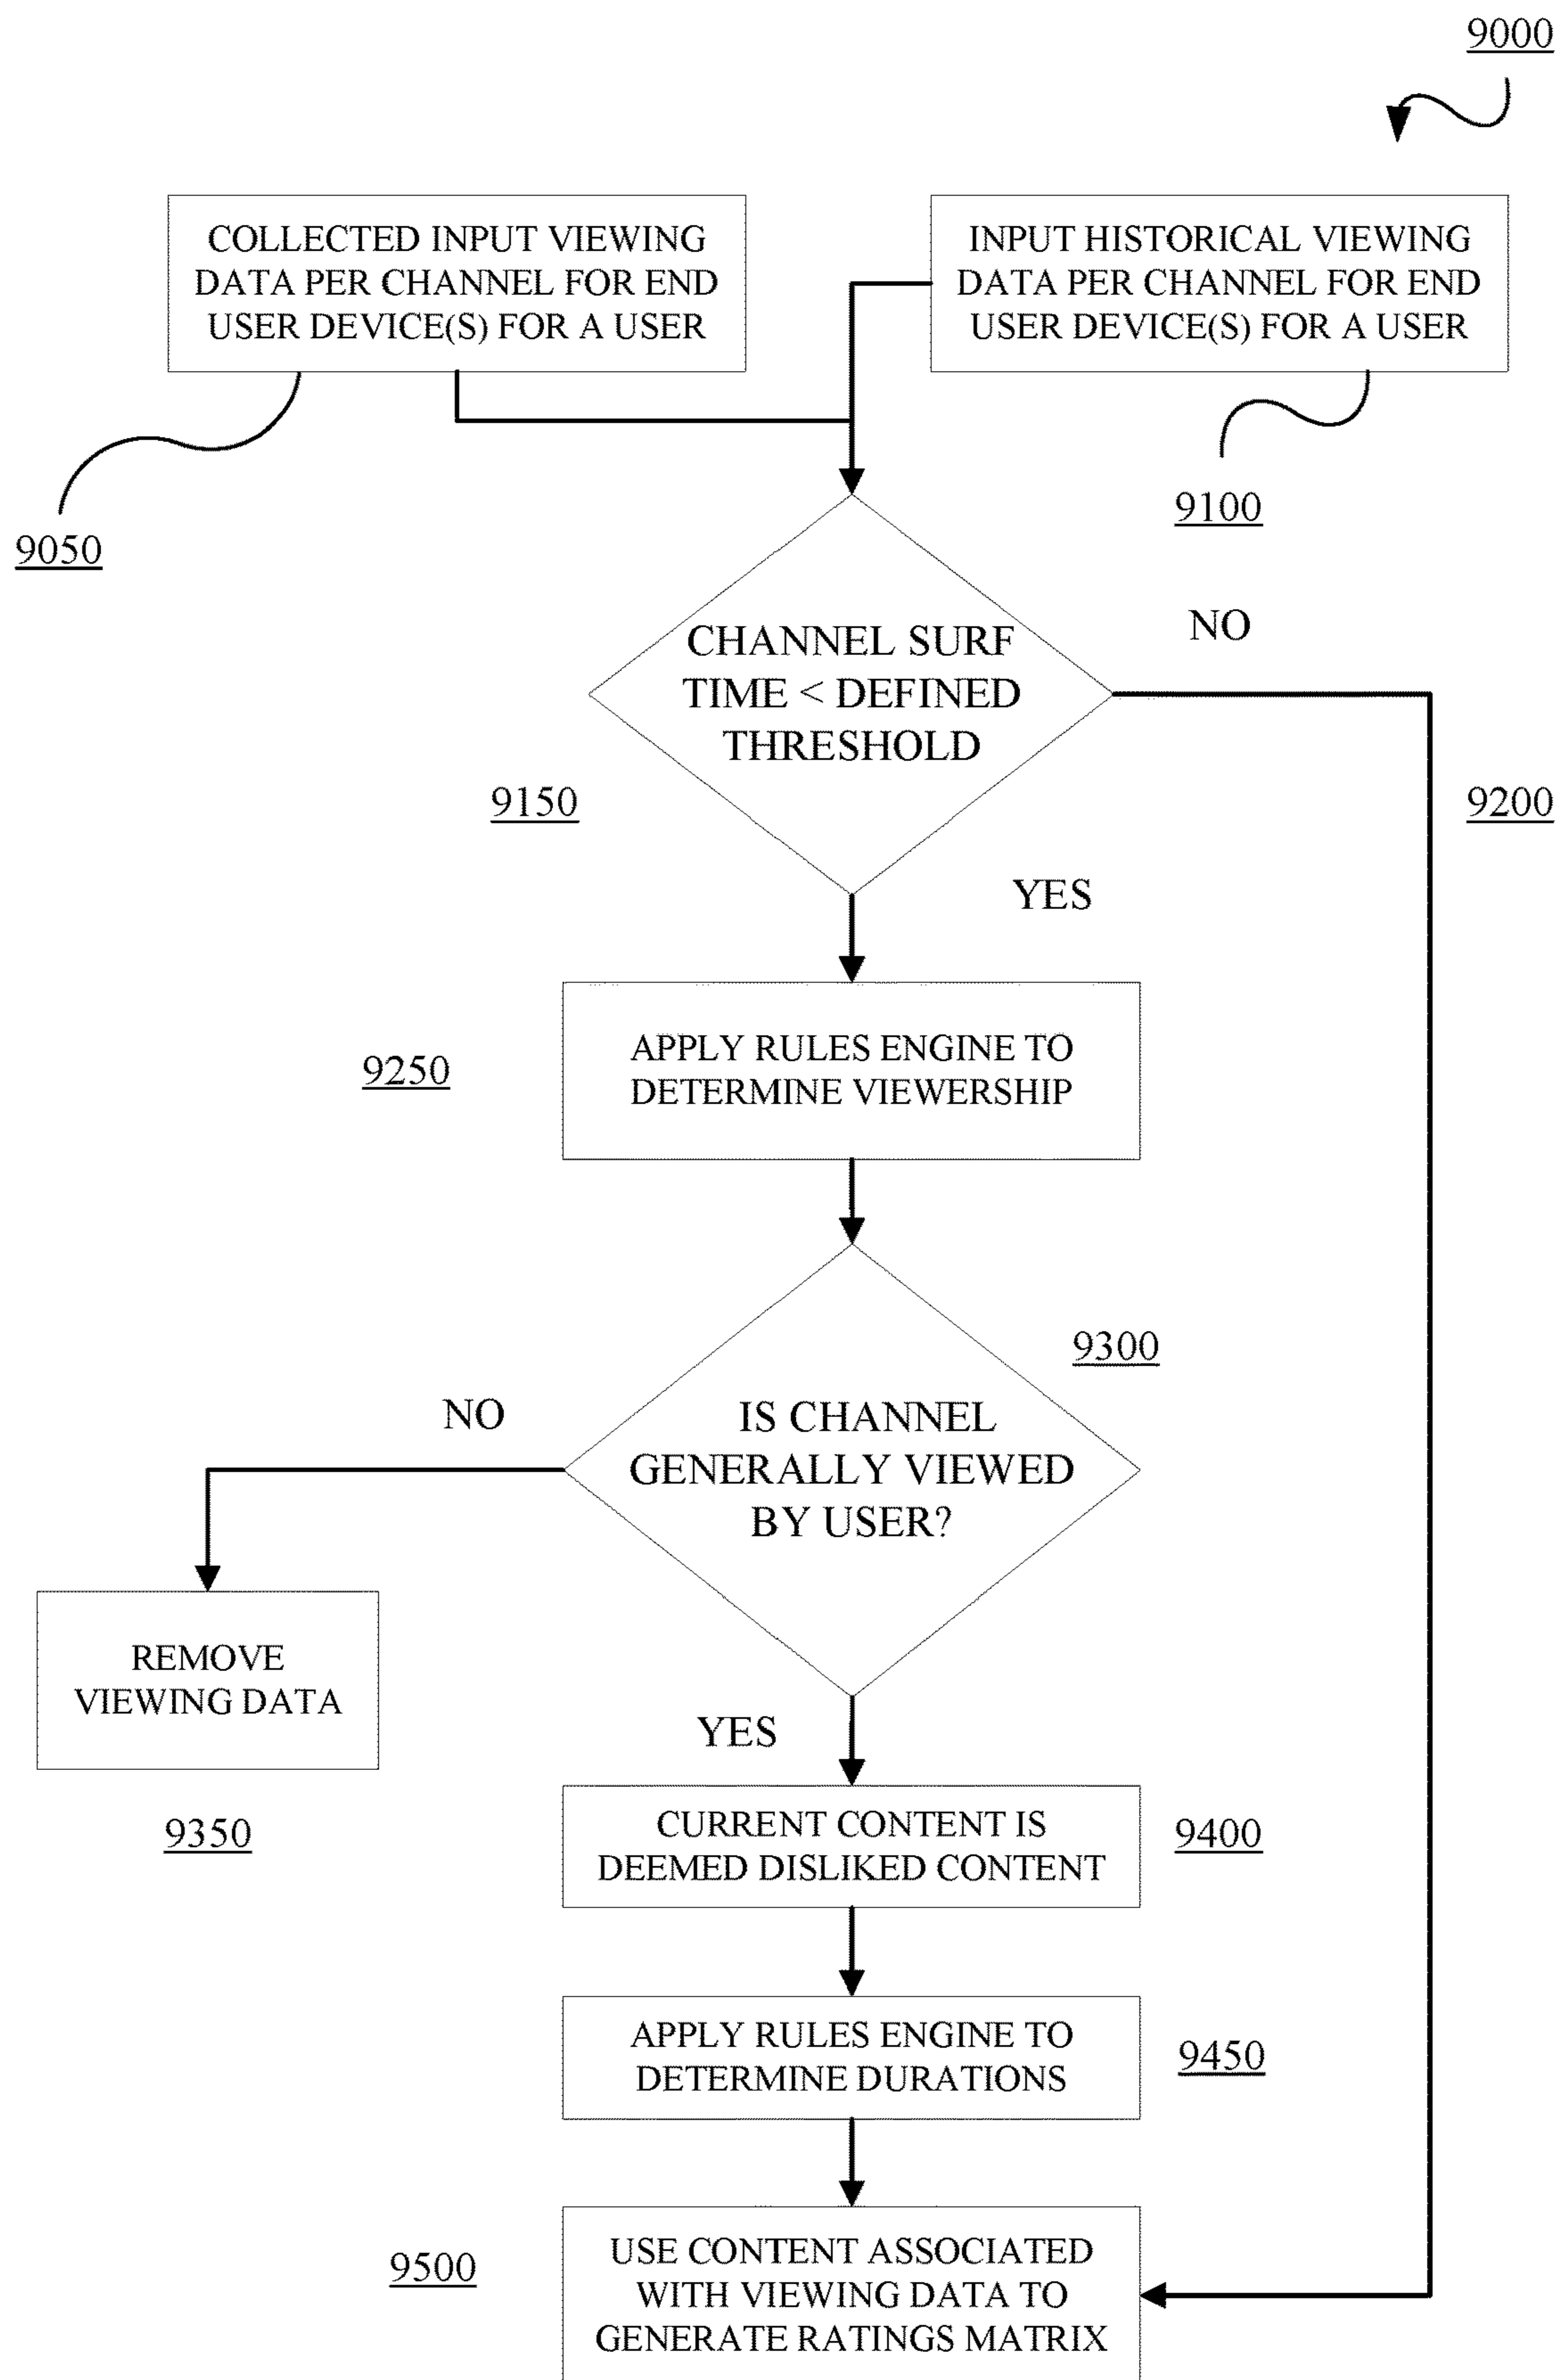 9000
COLLECTED INPUT VIEWING
DATA PER CHANNEL FOR END
USER DEVICE(S) FOR A USER
INPUT HISTORICAL VIEWING
DATA PER CHANNEL FOR END
USER DEVICE(S) FOR A USER
9050
9100
CHANNEL SURF
TIME < DEFINED
THRESHOLD
NO
9150
9200
YES
APPLY RULES ENGINE TO
DETERMINE VIEWERSHIP
9250
9300
IS CHANNEL
GENERALLY VIEWED
BY USER?
NO
REMOVE
VIEWING DATA
9350
YES
CURRENT CONTENT IS
DEEMED DISLIKED CONTENT
9400
APPLY RULES ENGINE TO
DETERMINE DURATIONS
9450
9500
USE CONTENT ASSOCIATED
WITH VIEWING DATA TO
GENERATE RATINGS MATRIX